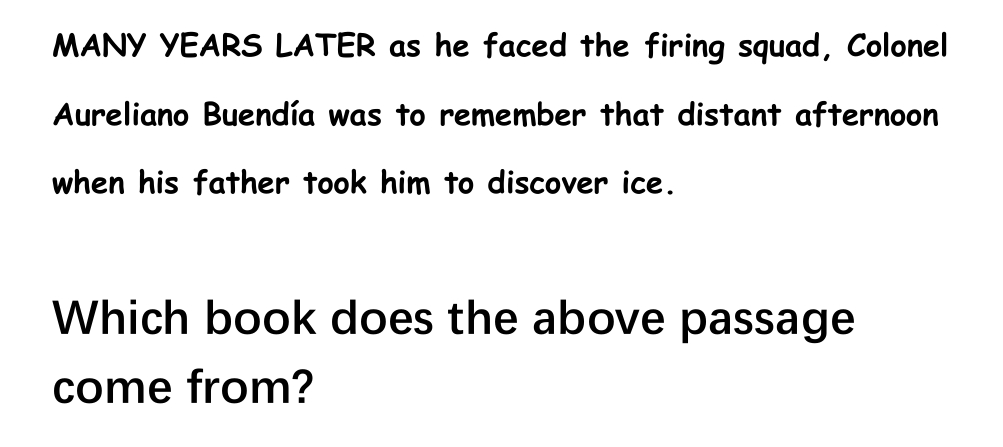 MANY YEARS LATER as he faced the firing squad, Colonel
Aureliano Buendía was to remember that distant afternoon
when his father took him to discover ice.
Which book does the above passage
come from?